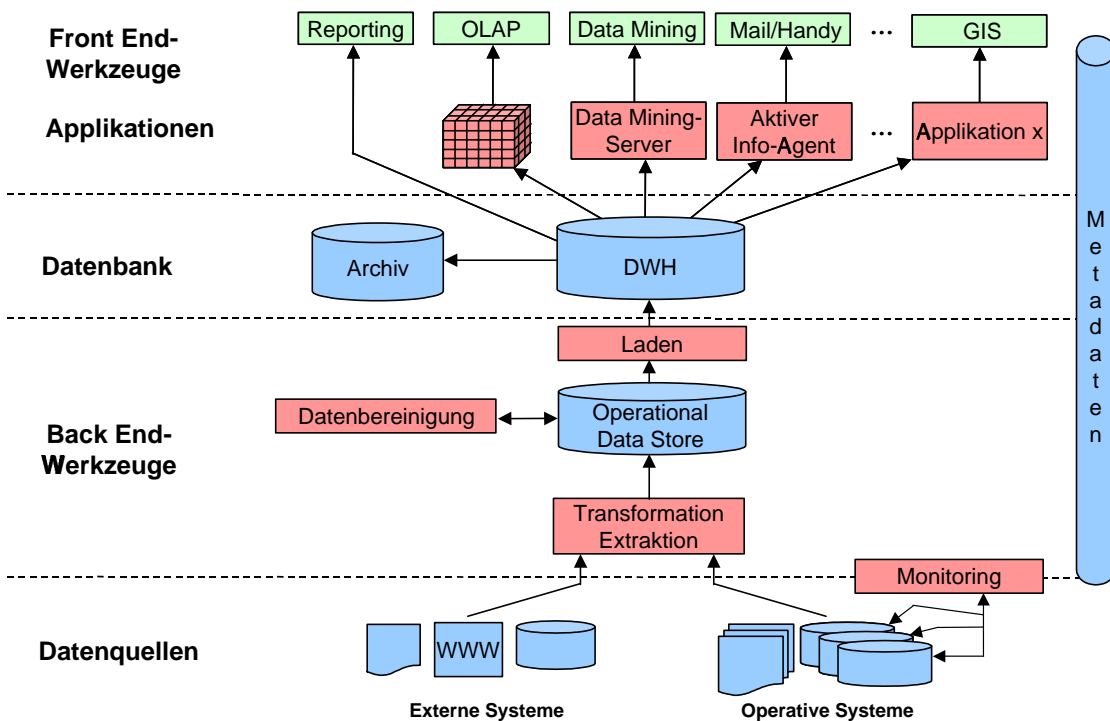 Front End-
Werkzeuge
Reporting
OLAP
Data Mining
Mail/Handy
...
GIS
Applikationen
Data Mining-
Server
Aktiver
Info-Agent
...
Applikation x
Metadaten
Datenbank
Archiv
DWH
Laden
Back End-
Werkzeuge
Datenbereinigung
Operational
Data Store
Transformation
Extraktion
Monitoring
Datenquellen
WWW
Externe Systeme
Operative Systeme